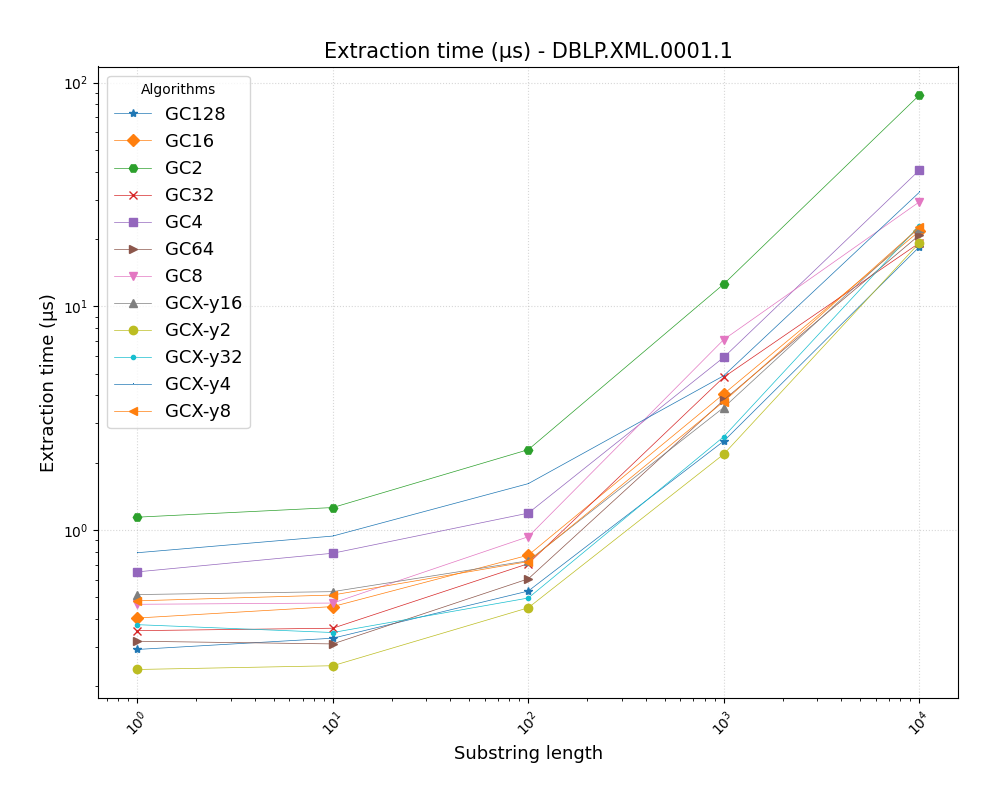 Extraction time (μs) - DBLP.XML.0001.1
Extraction time (μs)
10²
10¹
10⁰
Algorithms
GC128
GC16
GC2
GC32
GC4
GC64
GC8
GCX-y16
GCX-y2
GCX-y32
GCX-y4
GCX-y8
10⁰ 10¹ 10² 10³ 10⁴
Substring length